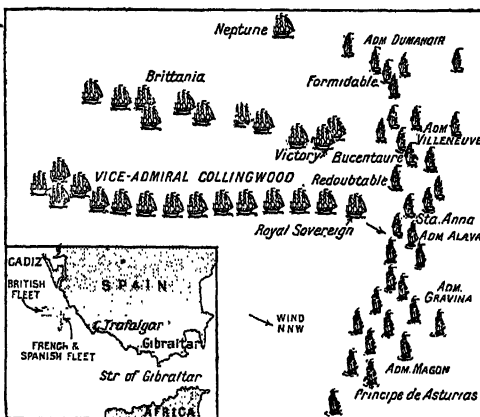 Neptune
ADM DUMANOIR
Formidable
Brittania
ADM
VILLENEUVE
Victory
Bucentaure
VICE-ADMIRAL COLLINGWOOD
Redoubtable
Sta. Anna
Royal Sovereign
ADM ALAVA
CADIZ
BRITISH
FLEET
SPAIN
C. Trafalgar
FRENCH &
SPANISH FLEET
Gibraltar
Str of Gibraltar
AFRICA
WIND
NNW
ADM.
GRAVINA
ADM. MAGON
Principe de Asturias